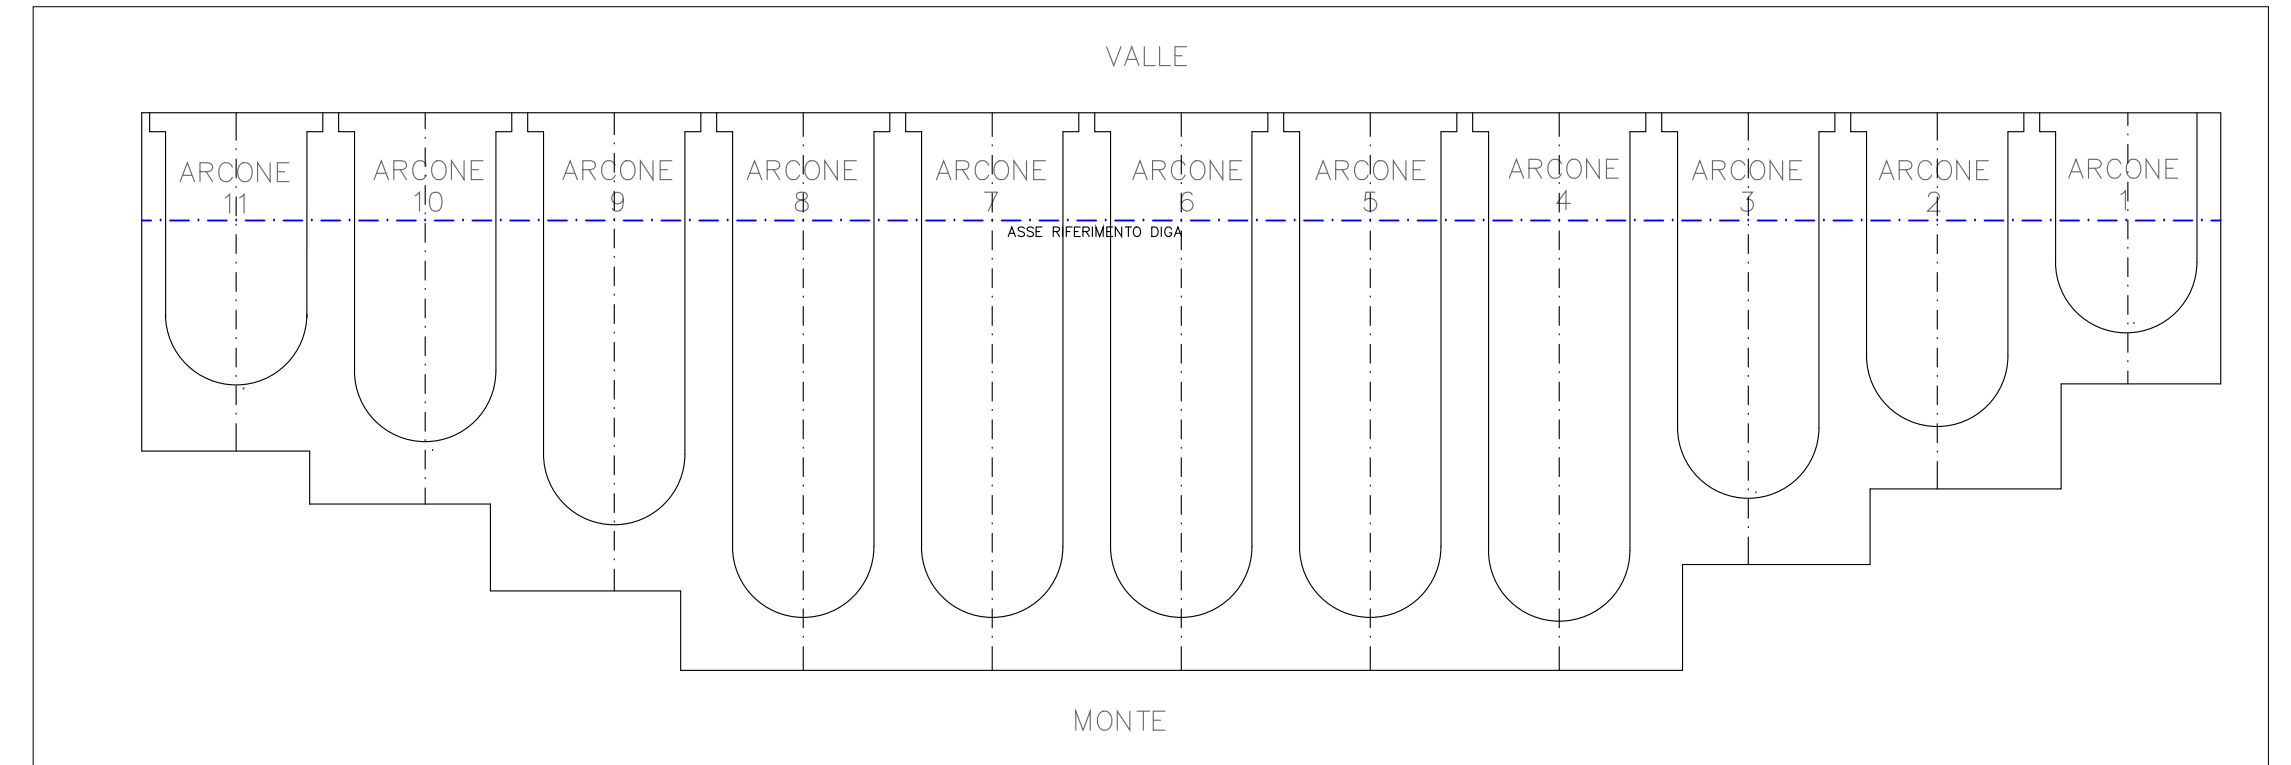 VALLE
ARCONE
11
ARCONE
10
ARCONE
9
ARCONE
8
ARCONE
7
ARCONE
6
ARCONE
5
ARCONE
4
ARCONE
3
ARCONE
2
ARCONE
1
ASSE RIFERIMENTO DIGA
MONTE